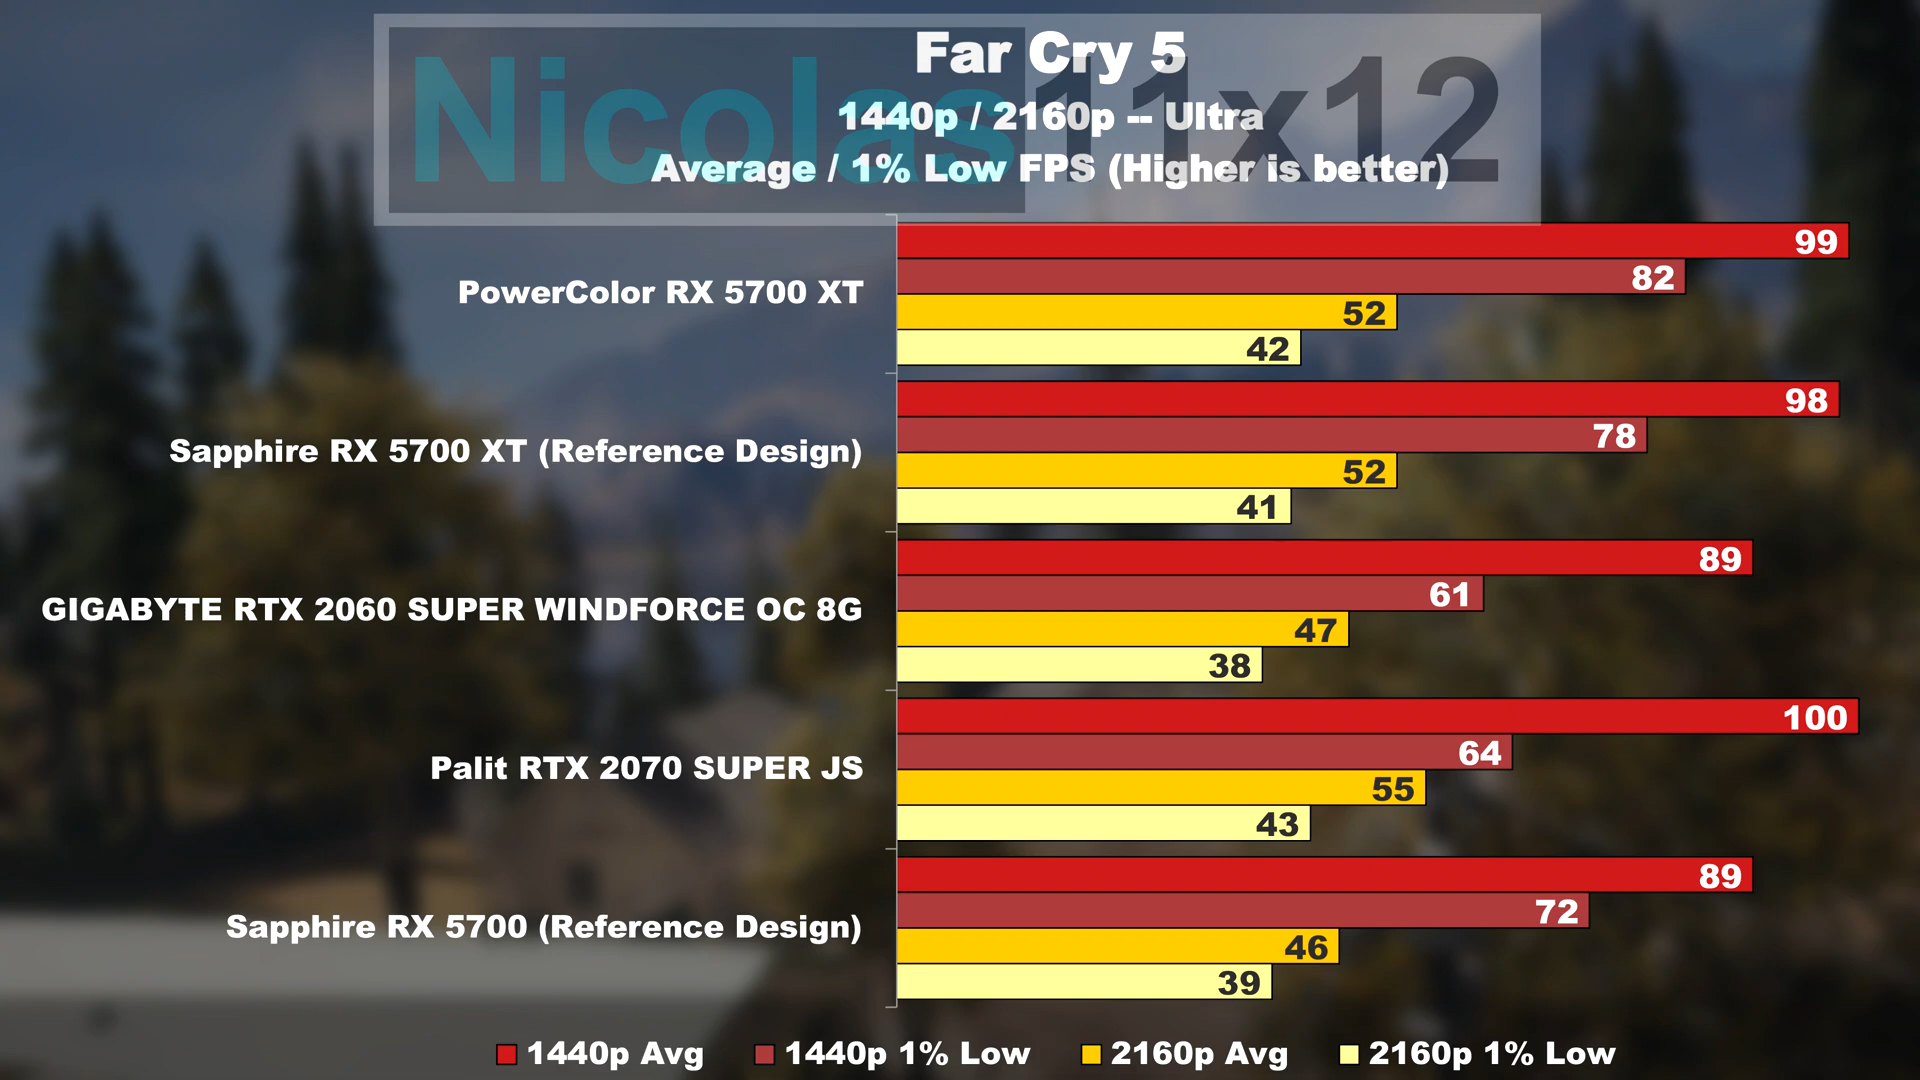 Nicolas11x12
Far Cry 5
1440p / 2160p -- Ultra
Average / 1% Low FPS (Higher is better)
PowerColor RX 5700 XT
99
82
52
42
Sapphire RX 5700 XT (Reference Design)
98
78
52
41
GIGABYTE RTX 2060 SUPER WINDFORCE OC 8G
89
61
47
38
Palit RTX 2070 SUPER JS
100
64
55
43
Sapphire RX 5700 (Reference Design)
89
72
46
39
1440p Avg 1440p 1% Low 2160p Avg 2160p 1% Low